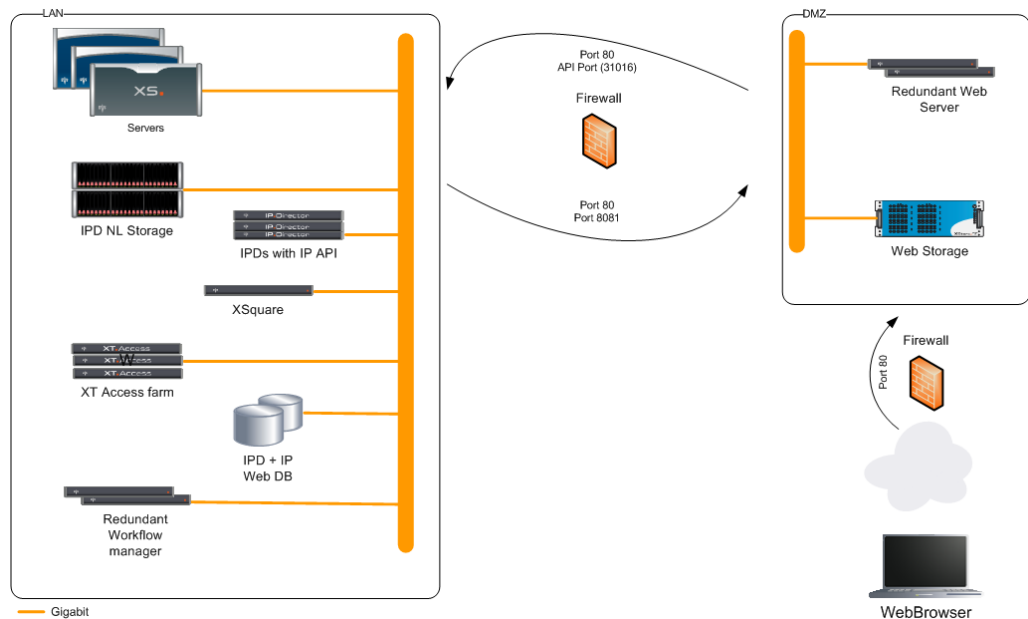 LAN
XS.
Servers
IPD NL Storage
IP.Director
IP.Director
IP.Director
IPDs with IP API
XSquare
XT.Access
XT.Access
W
XT.Access
XT Access farm
IPD + IP
Web DB
Redundant
Workflow
manager
Gigabit
Port 80
API Port (31016)
Firewall
Port 80
Port 8081
DMZ
Redundant Web
Server
Web Storage
Firewall
Port 80
WebBrowser